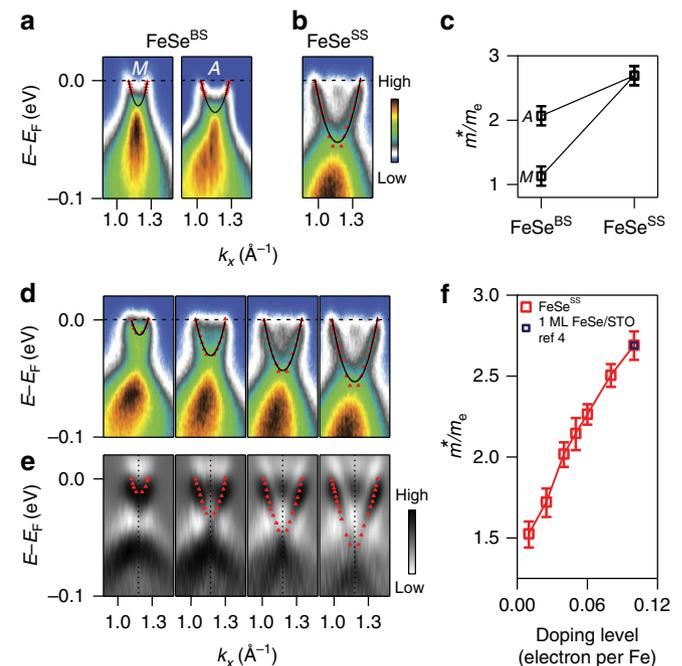 a
FeSe^BS
M
A
0.0
–0.1
E–E_F (eV)
1.0 1.3
1.0 1.3
b
FeSe^SS
High
Low
1.0 1.3
k_x (Å^–1)
c
3
2
1
m*/m_e
A
M
FeSe^BS FeSe^SS
d
0.0
–0.1
E–E_F (eV)
e
0.0
–0.1
E–E_F (eV)
High
Low
1.0 1.3 1.0 1.3 1.0 1.3 1.0 1.3
k_x (Å^–1)
f
3.0
2.5
2.0
1.5
m*/m_e
FeSe^SS
1 ML FeSe/STO
ref 4
0.00 0.06 0.12
Doping level
(electron per Fe)